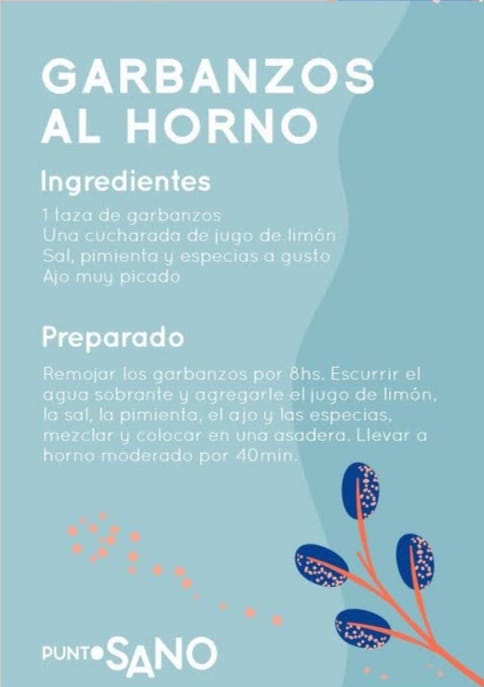 GARBANZOS
AL HORNO
Ingredientes
1 taza de garbanzos
Una cucharada de jugo de limón
Sal, pimienta y especias a gusto
Ajo muy picado
Preparado
Remojar los garbanzos por 8hs. Escurrir el
agua sobrante y agregarle el jugo de limón,
la sal, la pimienta, el ajo y las especias,
mezclar y colocar en una asadera. Llevar a
horno moderado por 40min.
PUNTO SANO